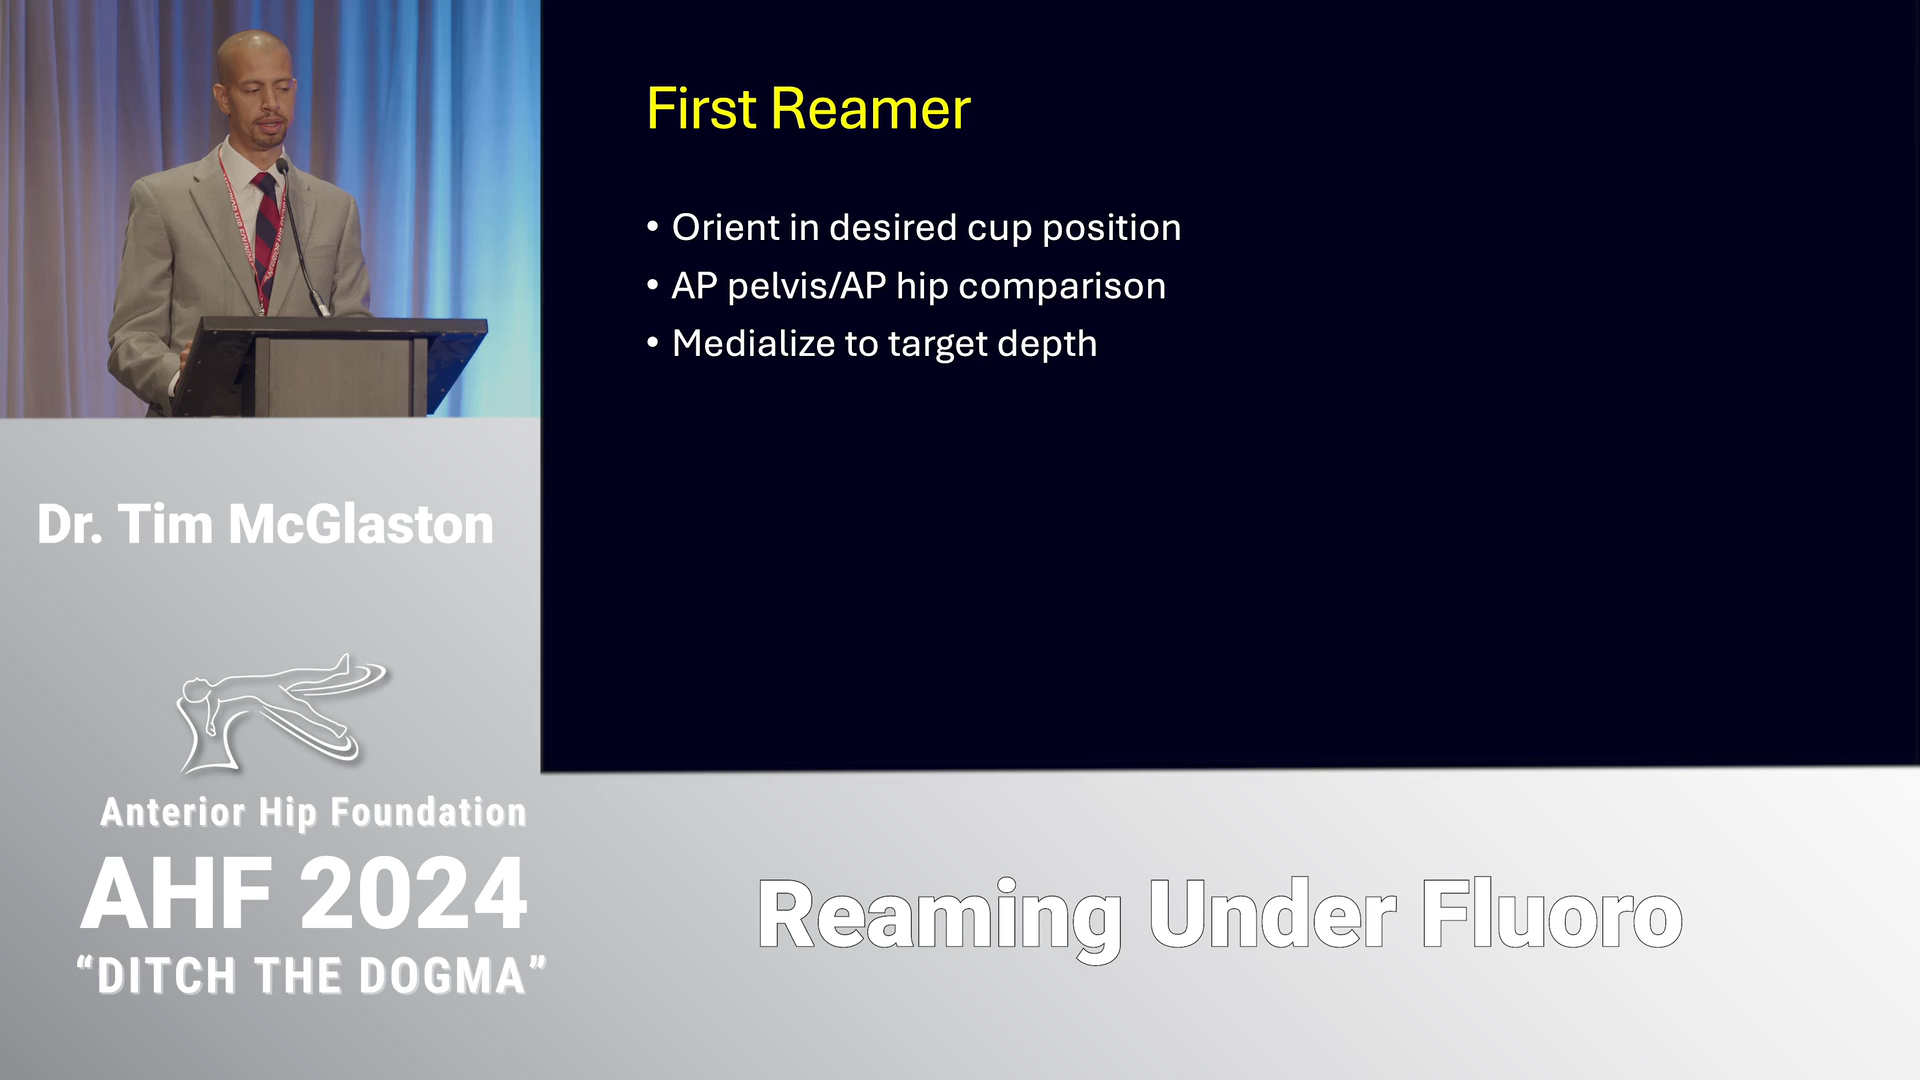 First Reamer
• Orient in desired cup position
• AP pelvis/AP hip comparison
• Medialize to target depth
Dr. Tim McGlaston
Anterior Hip Foundation
AHF 2024
“DITCH THE DOGMA”
Reaming Under Fluoro